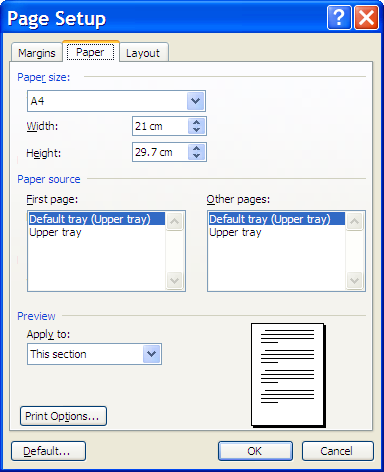 Page Setup
Margins Paper Layout
Paper size:
A4
Width: 21 cm
Height: 29.7 cm
Paper source
First page: Other pages:
Default tray (Upper tray) Default tray (Upper tray)
Upper tray Upper tray
Preview
Apply to:
This section
Print Options...
Default... OK Cancel